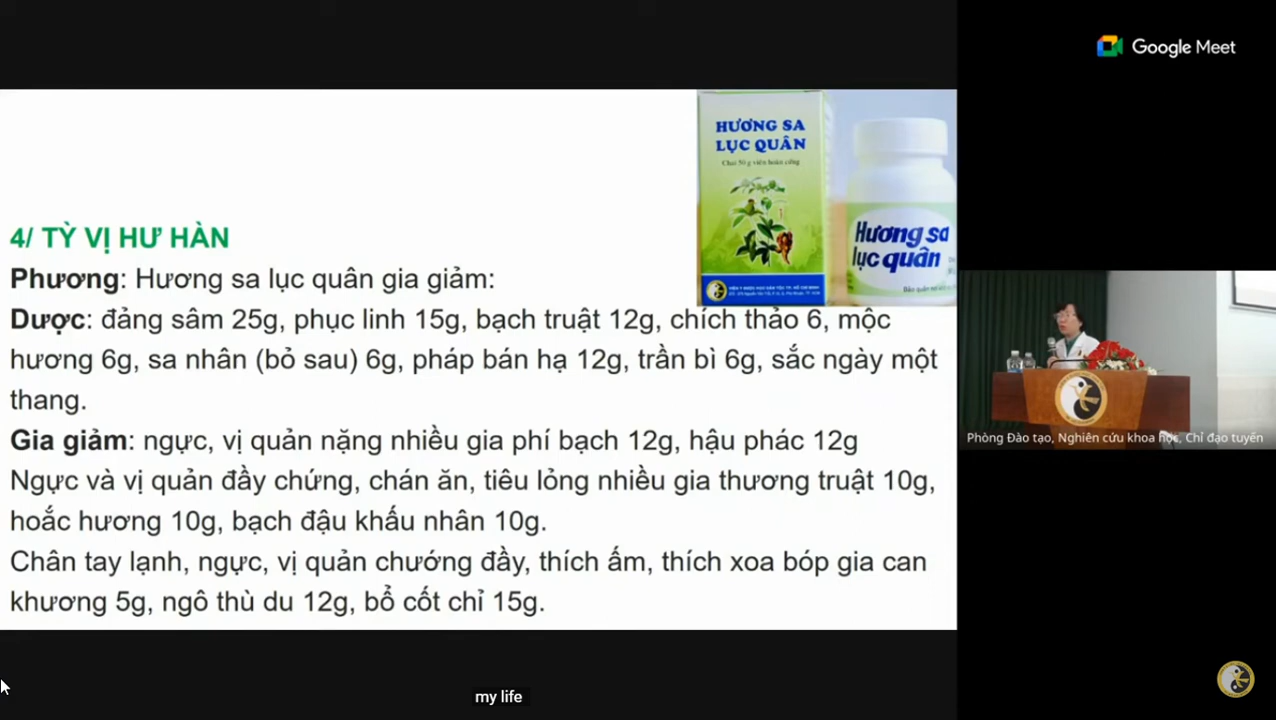 Google Meet
HƯƠNG SA
LỤC QUÂN
Chai 50 g viên hoàn cứng
Hương sa
lục quân
4/ TỲ VỊ HƯ HÀN
Phương: Hương sa lục quân gia giảm:
Dược: đảng sâm 25g, phục linh 15g, bạch truật 12g, chích thảo 6, mộc
hương 6g, sa nhân (bỏ sau) 6g, pháp bán hạ 12g, trần bì 6g, sắc ngày một
thang.
Gia giảm: ngực, vị quản nặng nhiều gia phí bạch 12g, hậu phác 12g
Ngực và vị quản đầy chứng, chán ăn, tiêu lỏng nhiều gia thương truật 10g,
hoắc hương 10g, bạch đậu khấu nhân 10g.
Chân tay lạnh, ngực, vị quản chướng đầy, thích ấm, thích xoa bóp gia can
khương 5g, ngô thù du 12g, bổ cốt chỉ 15g.
Phòng Đào tạo, Nghiên cứu khoa học, Chỉ đạo tuyến
my life